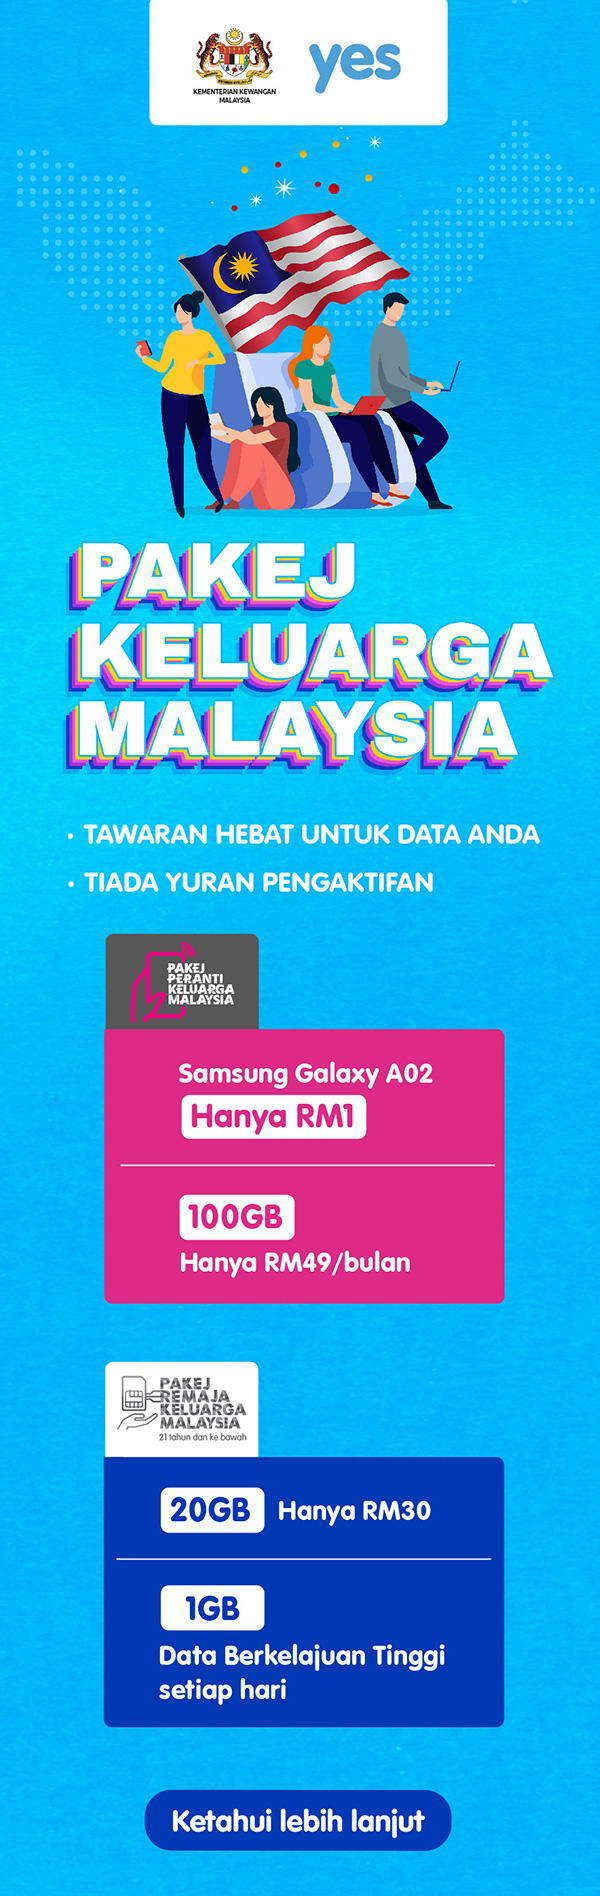 KEMENTERIAN KEWANGAN
MALAYSIA
yes
PAKEJ
KELUARGA
MALAYSIA
• TAWARAN HEBAT UNTUK DATA ANDA
• TIADA YURAN PENGAKTIFAN
PAKEJ
PERANTI
KELUARGA
MALAYSIA
Samsung Galaxy A02
Hanya RM1
100GB
Hanya RM49/bulan
PAKEJ
REMAJA
KELUARGA
MALAYSIA
21 tahun dan ke bawah
20GB Hanya RM30
1GB
Data Berkelajuan Tinggi
setiap hari
Ketahui lebih lanjut